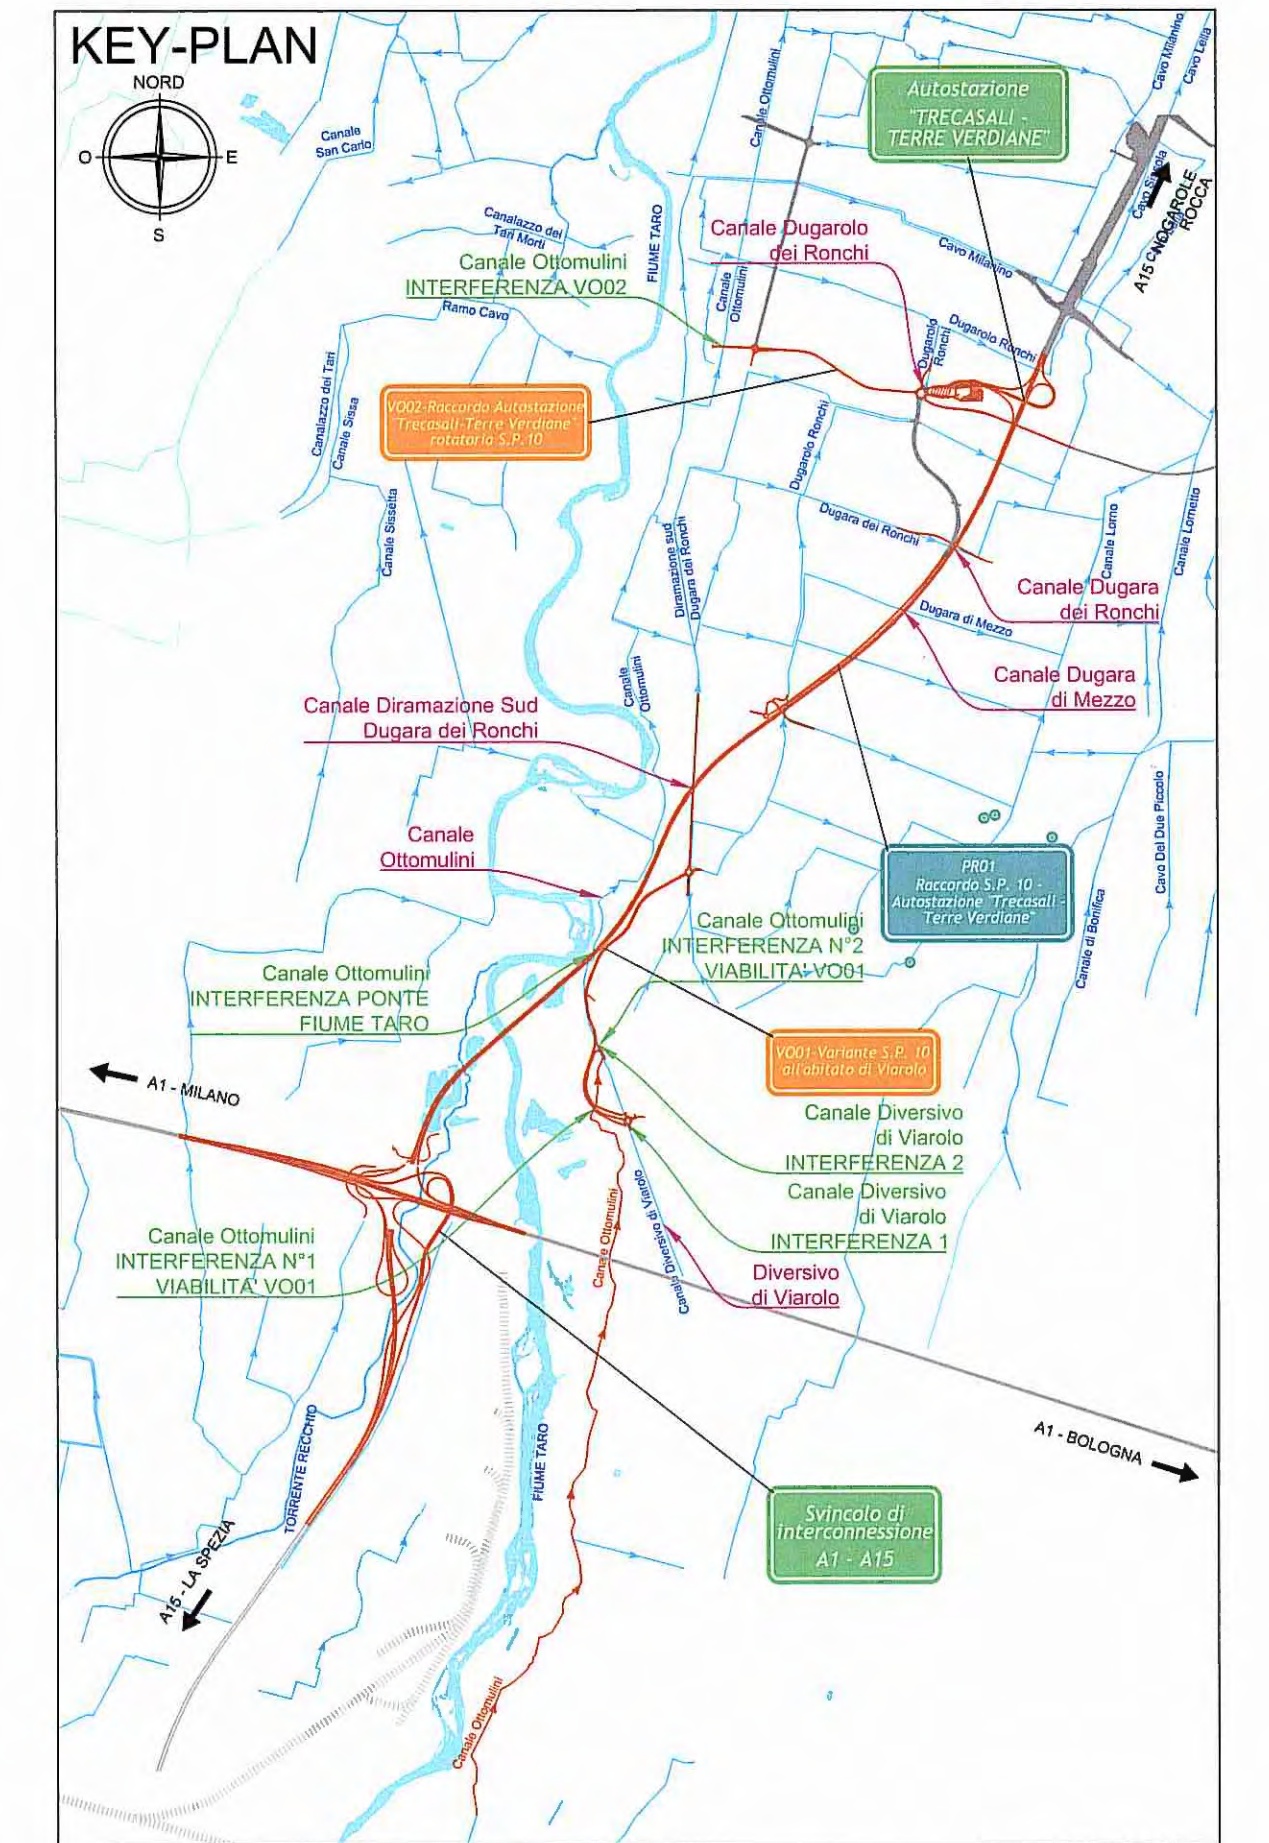 KEY-PLAN
NORD
O
E
S
Canale
San Carlo
Canale Ottomulini
Cavo Milanino
Cavo Lella
Autostazione
"TRECASALI -
TERRE VERDIANE"
ROCCA
Canalazzo dei
Tari Morti
FIUME TARO
Canale Dugarolo
dei Ronchi
Cavo Milanino
Canale Ottomulini
INTERFERENZA VO02
Canale
Ottomulini
Ramo Cavo
Dugarolo
Ronchi
Dugarolo Ronchi
Canalazzo dei Tari
Canale Sissa
VO02-Raccordo Autostazione
"Trecasali-Terre Verdiane"
rotatoria S.P.10
Dugarolo Ronchi
Canale Sissetta
Diramazione sud
Dugara dei Ronchi
Dugara dei Ronchi
Canale Lorno
Canale Lornetto
Canale Dugara
dei Ronchi
Dugara di Mezzo
Canale
Ottomulini
Canale Dugara
di Mezzo
Canale Diramazione Sud
Dugara dei Ronchi
Cavo Del Due Piccolo
Canale
Ottomulini
PR01
Raccordo S.P. 10 -
Autostazione "Trecasali -
Terre Verdiane"
Canale di Bonifica
Canale Ottomulini
INTERFERENZA N°2
VIABILITA' VO01
Canale Ottomulini
INTERFERENZA PONTE
FIUME TARO
VO01-Variante S.P. 10
all'abitato di Viarolo
A1 - MILANO
Canale Diversivo
di Viarolo
INTERFERENZA 2
Canale Diversivo
di Viarolo
INTERFERENZA 1
Canale Ottomulini
Canale Diversivo di Viarolo
Canale Ottomulini
INTERFERENZA N°1
VIABILITA' VO01
Diversivo
di Viarolo
TORRENTE RECCHIO
FIUME TARO
A1 - BOLOGNA
Svincolo di
interconnessione
A1 - A15
A15 - LA SPEZIA
Canale Ottomulini